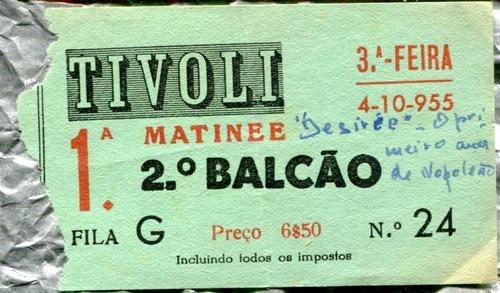 TIVOLI
3.ª-FEIRA
4-10-955
1.ª MATINEE
"Desirée" - O pri
meiro amor
de Napoleão
2.º BALCÃO
FILA G Preço 6$50 N.º 24
Incluindo todos os impostos